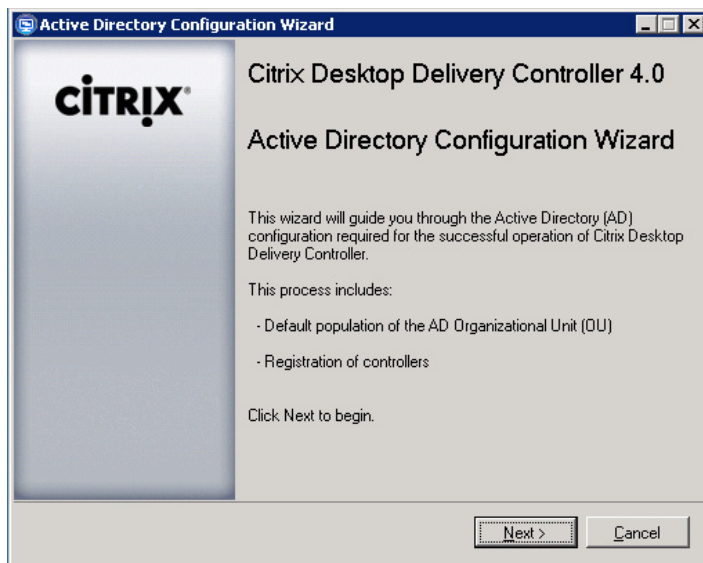 Active Directory Configuration Wizard
CITRIX®
Citrix Desktop Delivery Controller 4.0
Active Directory Configuration Wizard
This wizard will guide you through the Active Directory (AD)
configuration required for the successful operation of Citrix Desktop
Delivery Controller.
This process includes:
- Default population of the AD Organizational Unit (OU)
- Registration of controllers
Click Next to begin.
Next >
Cancel